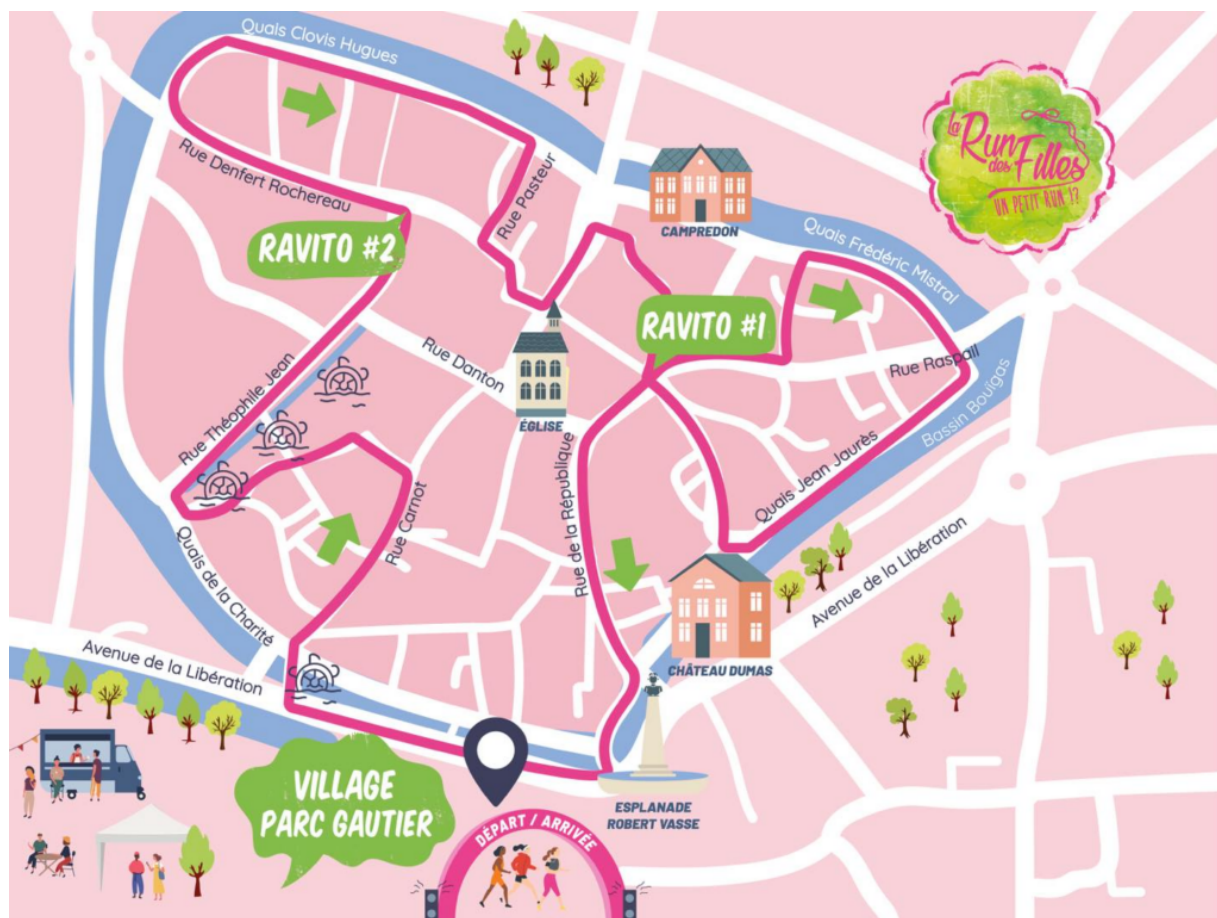 Quais Clovis Hugues
La
Run
des
Filles
UN PETIT RUN !?
Rue Denfert Rochereau
Rue Pasteur
CAMPREDON
Quais Frédéric Mistral
RAVITO #2
RAVITO #1
Rue Raspail
Bassin Bouïgas
Rue Danton
Rue Théophile Jean
ÉGLISE
Quais Jean Jaurès
Rue de la République
Rue Carnot
Quais de la Charité
Avenue de la Libération
Avenue de la Libération
CHÂTEAU DUMAS
VILLAGE
PARC GAUTIER
ESPLANADE
ROBERT VASSE
DÉPART / ARRIVÉE